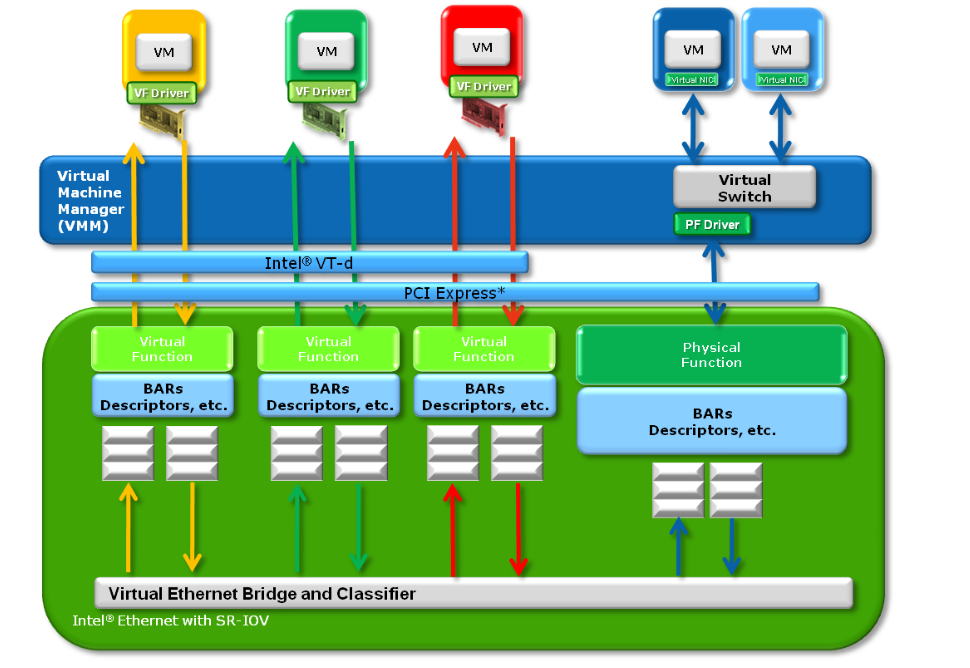 VM
VM
VM
VM
VM
VF Driver
VF Driver
VF Driver
Virtual NIC
Virtual NIC
Virtual
Machine
Manager
(VMM)
Virtual
Switch
PF Driver
Intel® VT-d
PCI Express*
Virtual
Function
Virtual
Function
Virtual
Function
Physical
Function
BARs
Descriptors, etc.
BARs
Descriptors, etc.
BARs
Descriptors, etc.
BARs
Descriptors, etc.
Virtual Ethernet Bridge and Classifier
Intel® Ethernet with SR-IOV